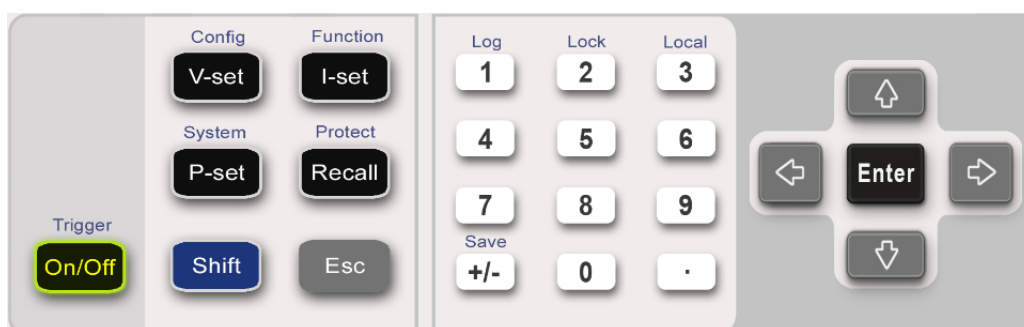 Config Function
V-set I-set
System Protect
P-set Recall
Trigger
On/Off Shift Esc
Log Lock Local
1 2 3
4 5 6
7 8 9
Save
+/- 0 .
Enter